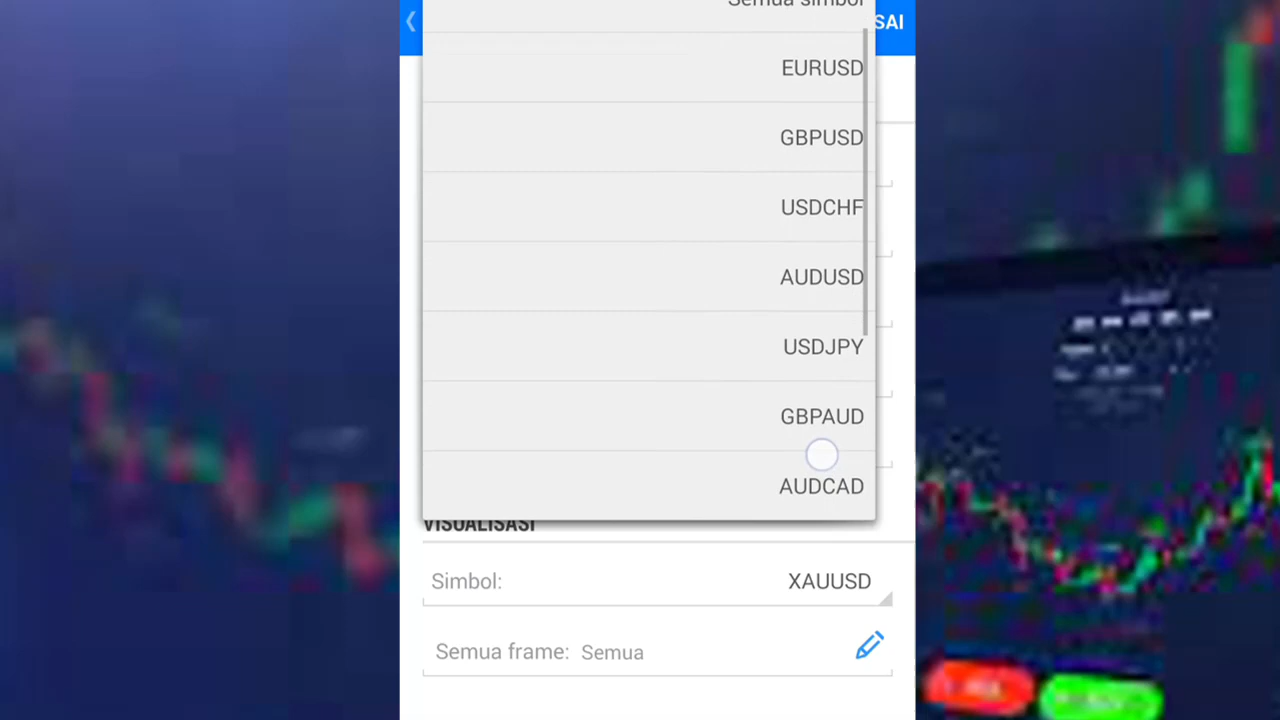 Semua simbol
SAI
EURUSD
GBPUSD
USDCHF
AUDUSD
USDJPY
GBPAUD
AUDCAD
VISUALISASI
Simbol: XAUUSD
Semua frame: Semua